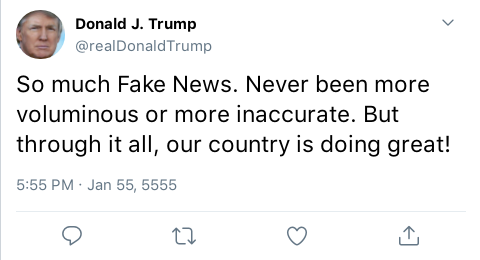 Donald J. Trump
@realDonaldTrump
So much Fake News. Never been more
voluminous or more inaccurate. But
through it all, our country is doing great!
5:55 PM · Jan 55, 5555